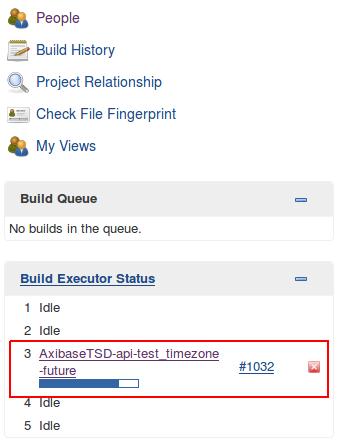 People
Build History
Project Relationship
Check File Fingerprint
My Views
Build Queue
No builds in the queue.
Build Executor Status
1 Idle
2 Idle
3 AxibaseTSD-api-test_timezone
-future #1032
4 Idle
5 Idle